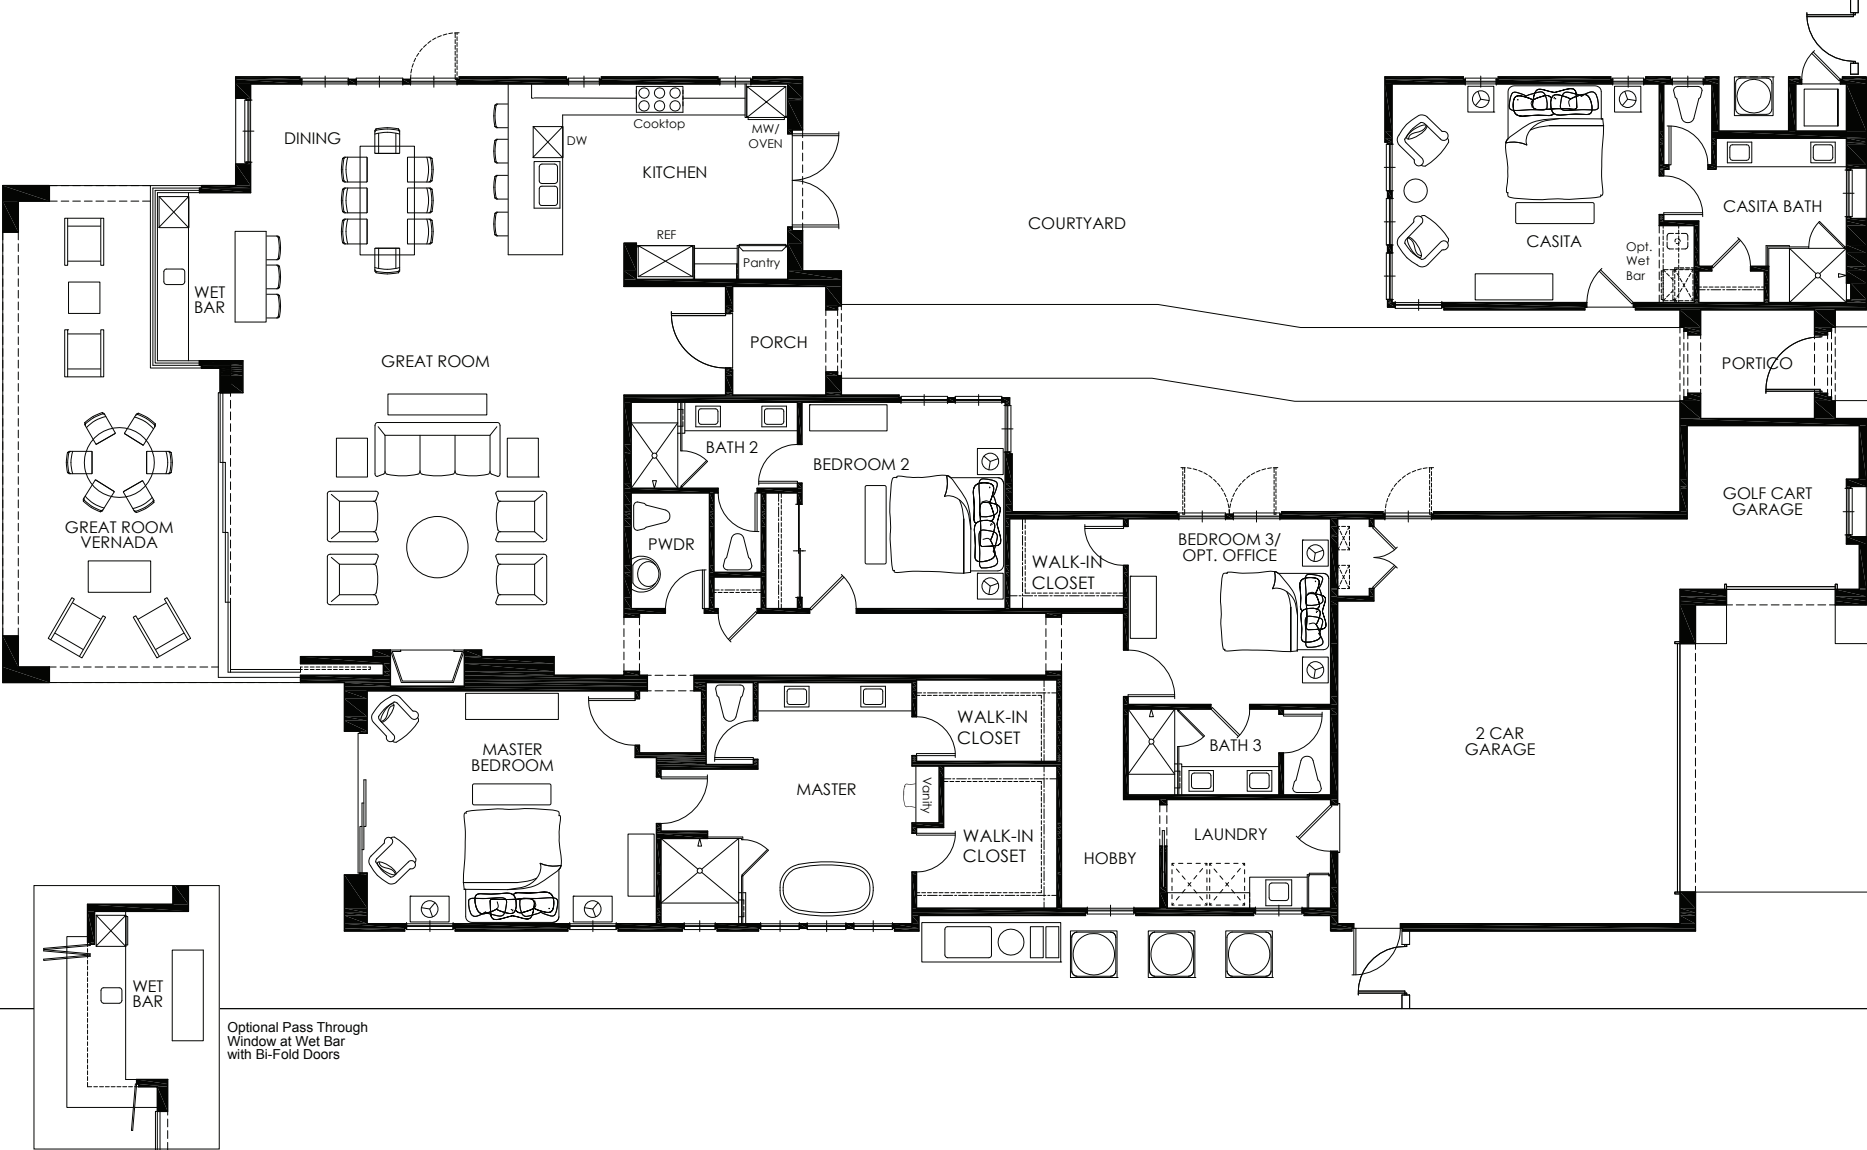 DINING
Cooktop
DW
MW/
OVEN
KITCHEN
REF
Pantry
COURTYARD
CASITA BATH
CASITA
Opt.
Wet
Bar
WET
BAR
PORCH
GREAT ROOM
PORTICO
BATH 2
BEDROOM 2
GOLF CART
GARAGE
GREAT ROOM
VERNADA
PWDR
WALK-IN
CLOSET
BEDROOM 3/
OPT. OFFICE
MASTER
BEDROOM
WALK-IN
CLOSET
BATH 3
2 CAR
GARAGE
MASTER
Vanity
WALK-IN
CLOSET
HOBBY
LAUNDRY
WET
BAR
Optional Pass Through
Window at Wet Bar
with Bi-Fold Doors